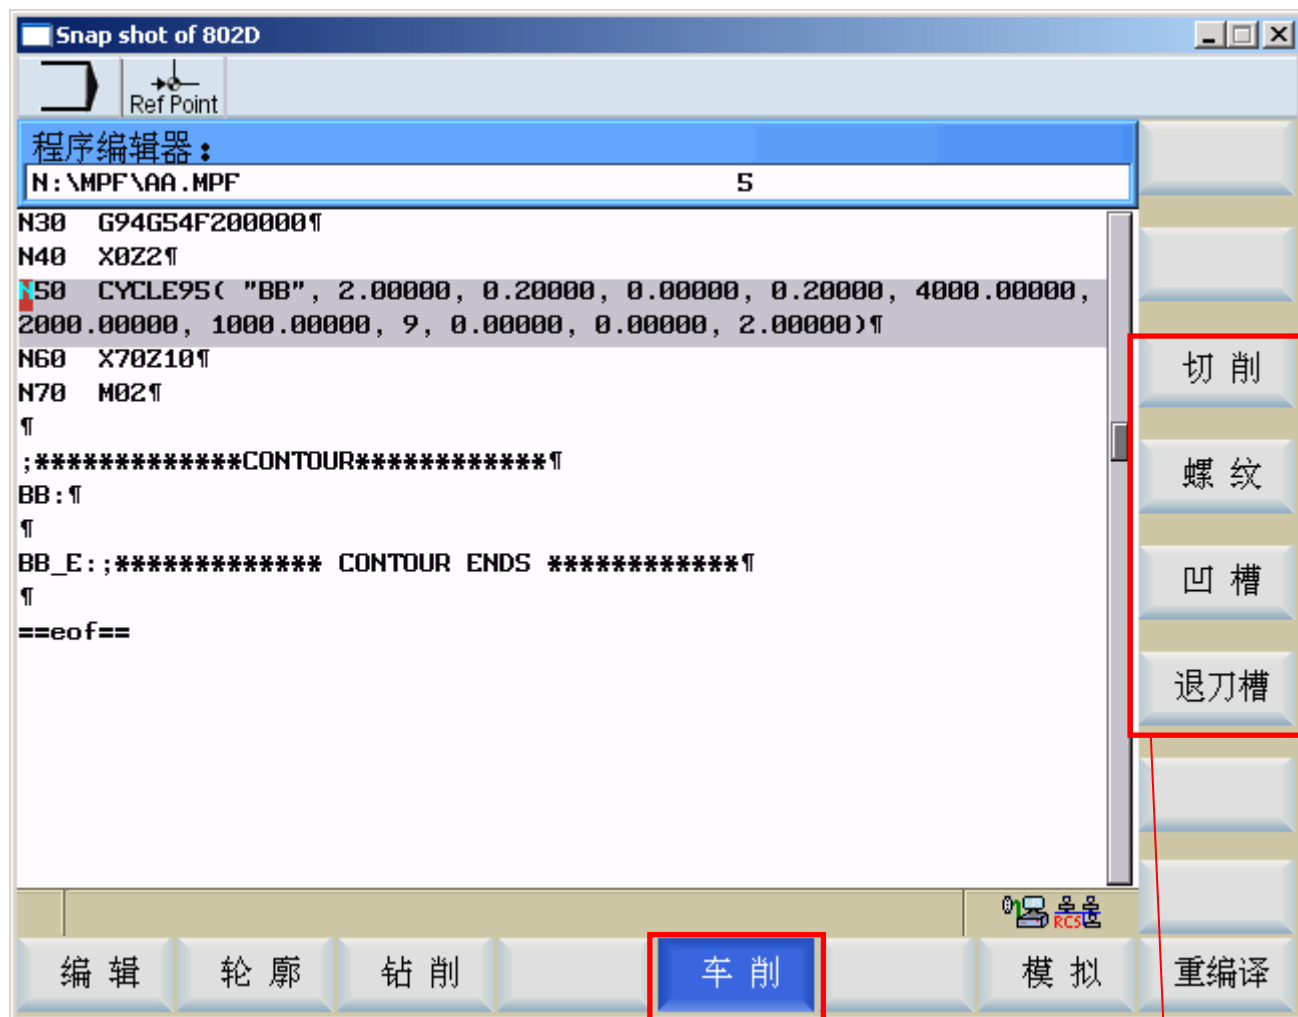 Snap shot of 802D
Ref Point
程序编辑器：
N:\MPF\AA.MPF 5
N30 G94G54F200000¶
N40 X0Z2¶
N50 CYCLE95( "BB", 2.00000, 0.20000, 0.00000, 0.20000, 4000.00000,
2000.00000, 1000.00000, 9, 0.00000, 0.00000, 2.00000)¶
N60 X70Z10¶
N70 M02¶
¶
;*************CONTOUR************¶
BB:¶
¶
BB_E:;************* CONTOUR ENDS ************¶
¶
==eof==
切 削
螺 纹
凹 槽
退刀槽
RCS
编 辑 轮 廓 钻 削 车 削 模 拟 重编译